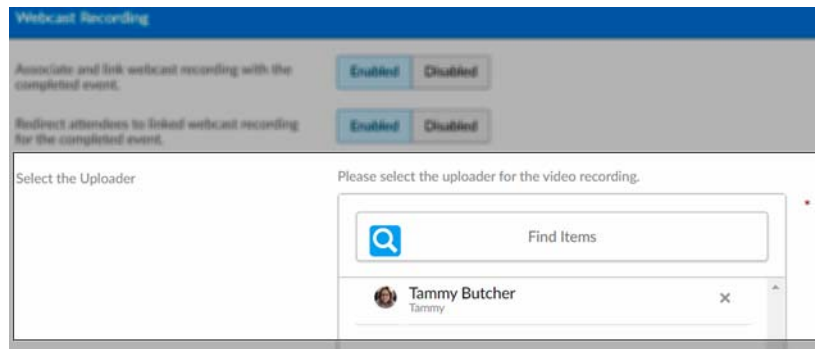 Webcast Recording
Associate and link webcast recording with the
completed event.
Enabled Disabled
Redirect attendees to linked webcast recording
for the completed event.
Enabled Disabled
Select the Uploader
Please select the uploader for the video recording.
*
Find Items
Tammy Butcher
Tammy